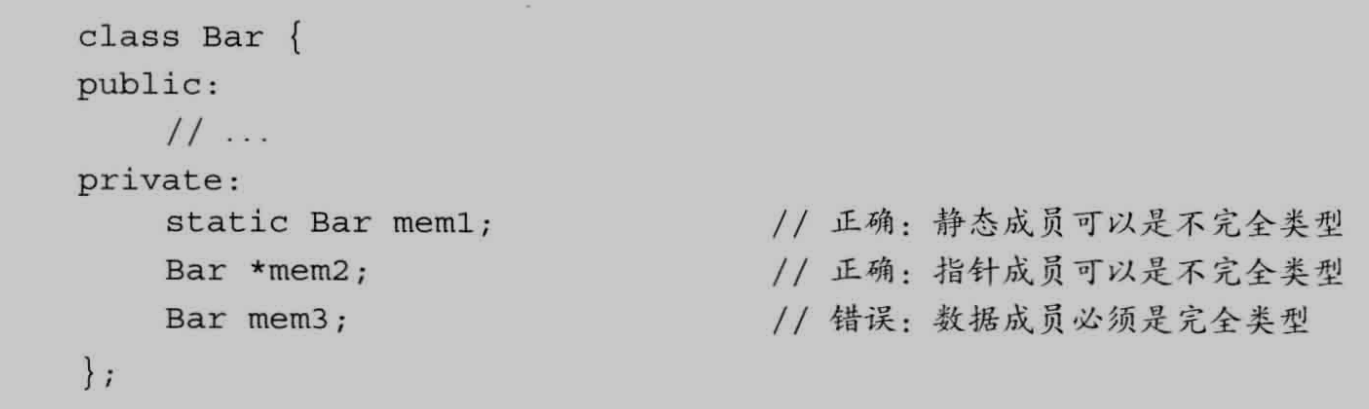 class Bar {
public:
// ...
private:
static Bar mem1; // 正确：静态成员可以是不完全类型
Bar *mem2; // 正确：指针成员可以是不完全类型
Bar mem3; // 错误：数据成员必须是完全类型
};